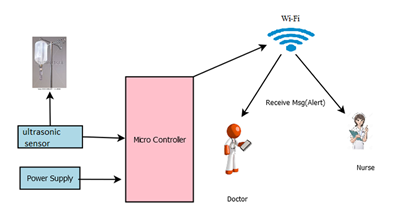 Wi-Fi
ultrasonic
sensor
Micro Controller
Receive Msg(Alert)
Power Supply
Nurse
Doctor